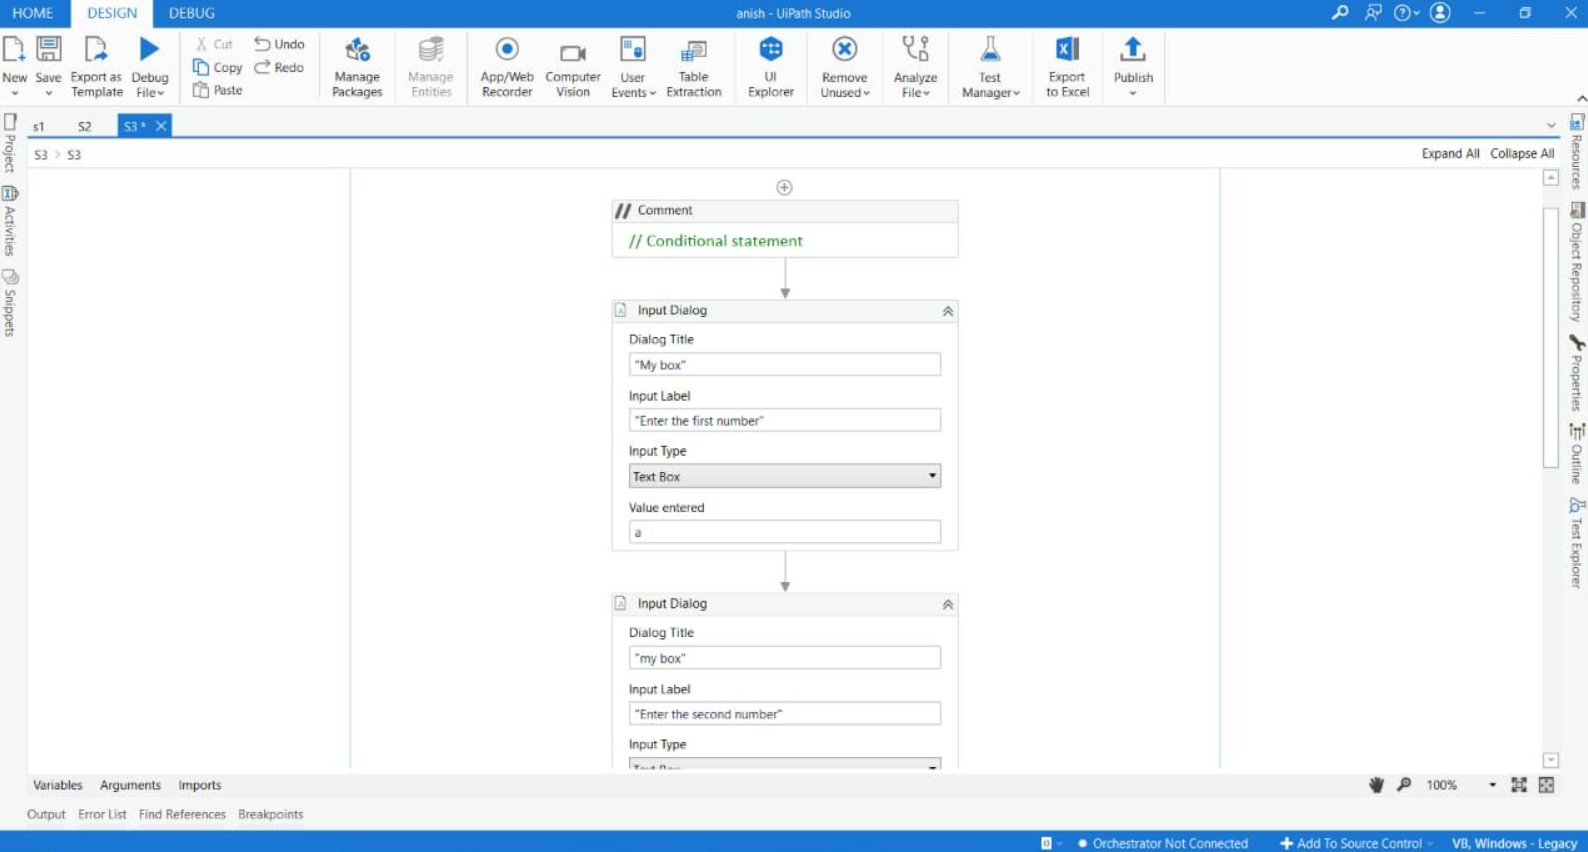 HOME DESIGN DEBUG anish - UiPath Studio
New Save Export as Template Debug File Cut Copy Paste Undo Redo Manage Packages Manage Entities App/Web Recorder Computer Vision User Events Table Extraction UI Explorer Remove Unused Analyze File Test Manager Export to Excel Publish
s1 S2 S3 *
S3 > S3 Expand All Collapse All
Project
Activities
Snippets
// Comment
// Conditional statement
Input Dialog
Dialog Title
"My box"
Input Label
"Enter the first number"
Input Type
Text Box
Value entered
a
Input Dialog
Dialog Title
"my box"
Input Label
"Enter the second number"
Input Type
Resources
Object Repository
Properties
Outline
Test Explorer
Variables Arguments Imports 100%
Output Error List Find References Breakpoints
Orchestrator Not Connected Add To Source Control VB, Windows - Legacy